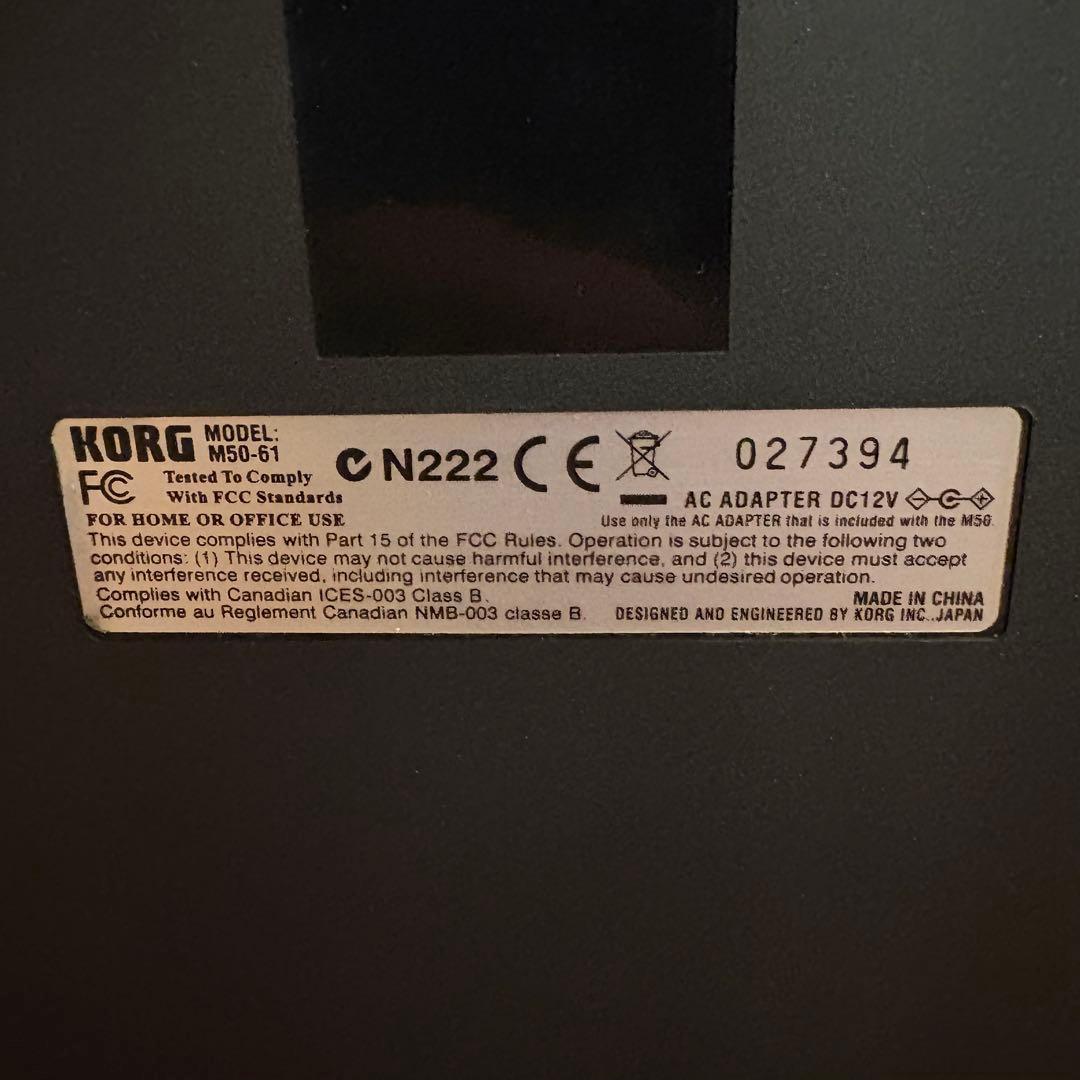 KORG MODEL: M50-61
N222 CE 027394
FC Tested To Comply
With FCC Standards
AC ADAPTER DC12V
FOR HOME OR OFFICE USE
Use only the AC ADAPTER that is included with the M50.
This device complies with Part 15 of the FCC Rules. Operation is subject to the following two
conditions: (1) This device may not cause harmful interference, and (2) this device must accept
any interference received, including interference that may cause undesired operation.
Complies with Canadian ICES-003 Class B.
MADE IN CHINA
Conforme au Reglement Canadian NMB-003 classe B.
DESIGNED AND ENGINEERED BY KORG INC.,JAPAN